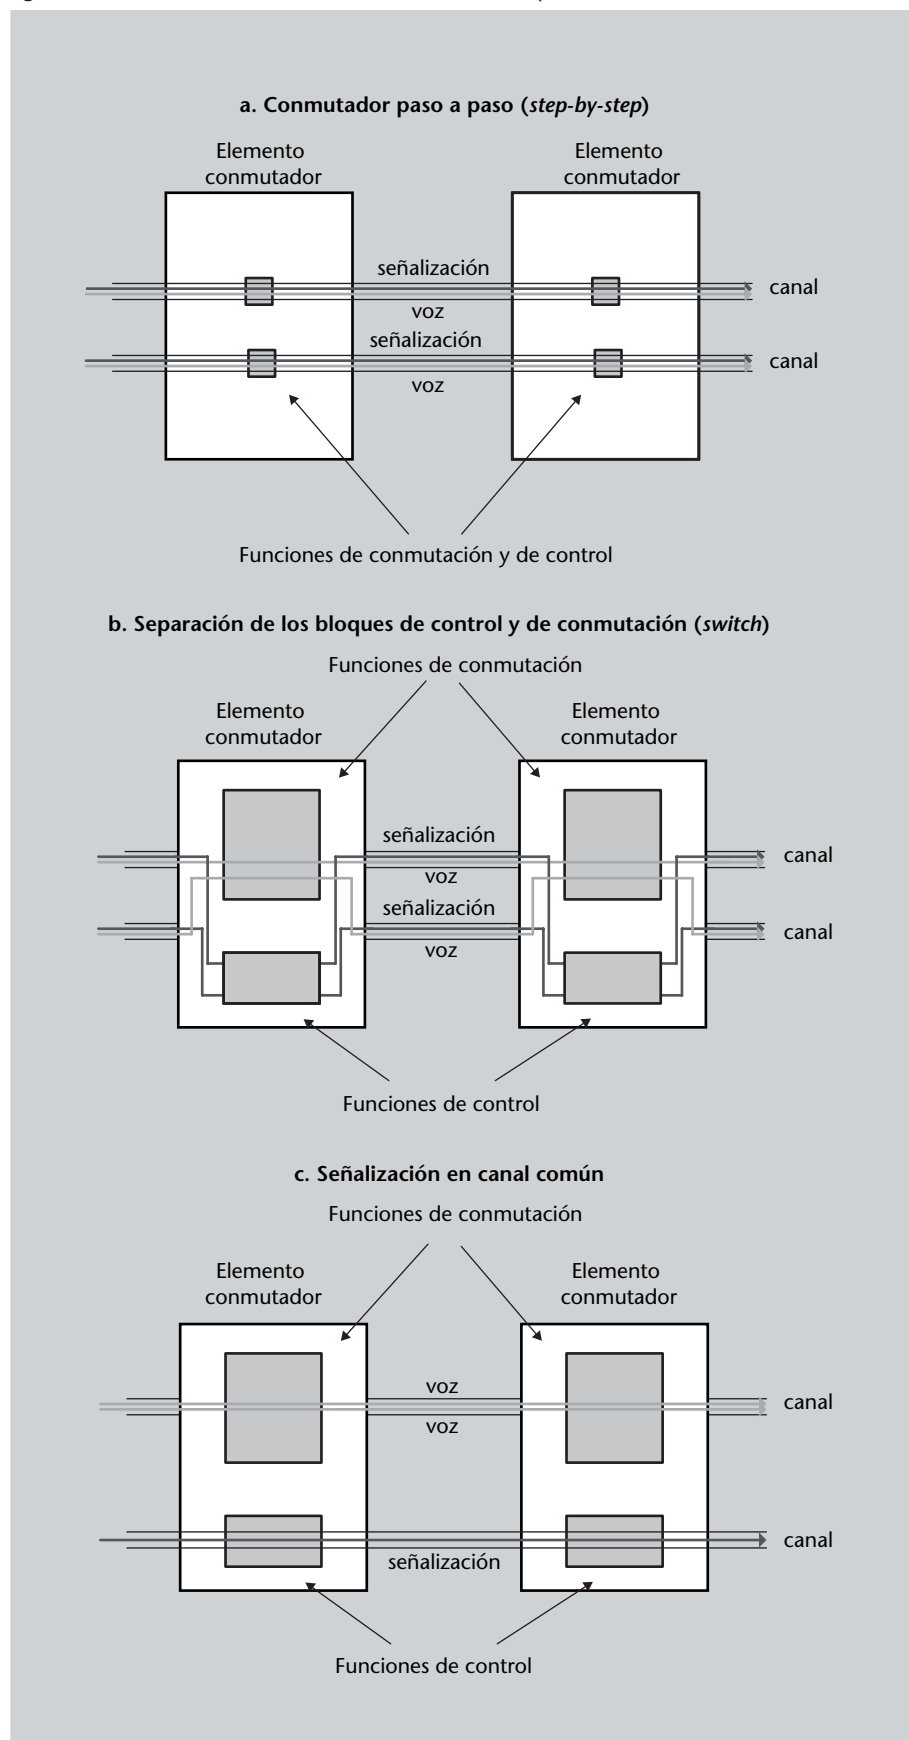 a. Conmutador paso a paso (step-by-step)
Elemento
conmutador
Elemento
conmutador
señalización
canal
voz
señalización
canal
voz
Funciones de conmutación y de control
b. Separación de los bloques de control y de conmutación (switch)
Funciones de conmutación
Elemento
conmutador
Elemento
conmutador
señalización
canal
voz
señalización
canal
voz
Funciones de control
c. Señalización en canal común
Funciones de conmutación
Elemento
conmutador
Elemento
conmutador
voz
canal
voz
canal
señalización
Funciones de control